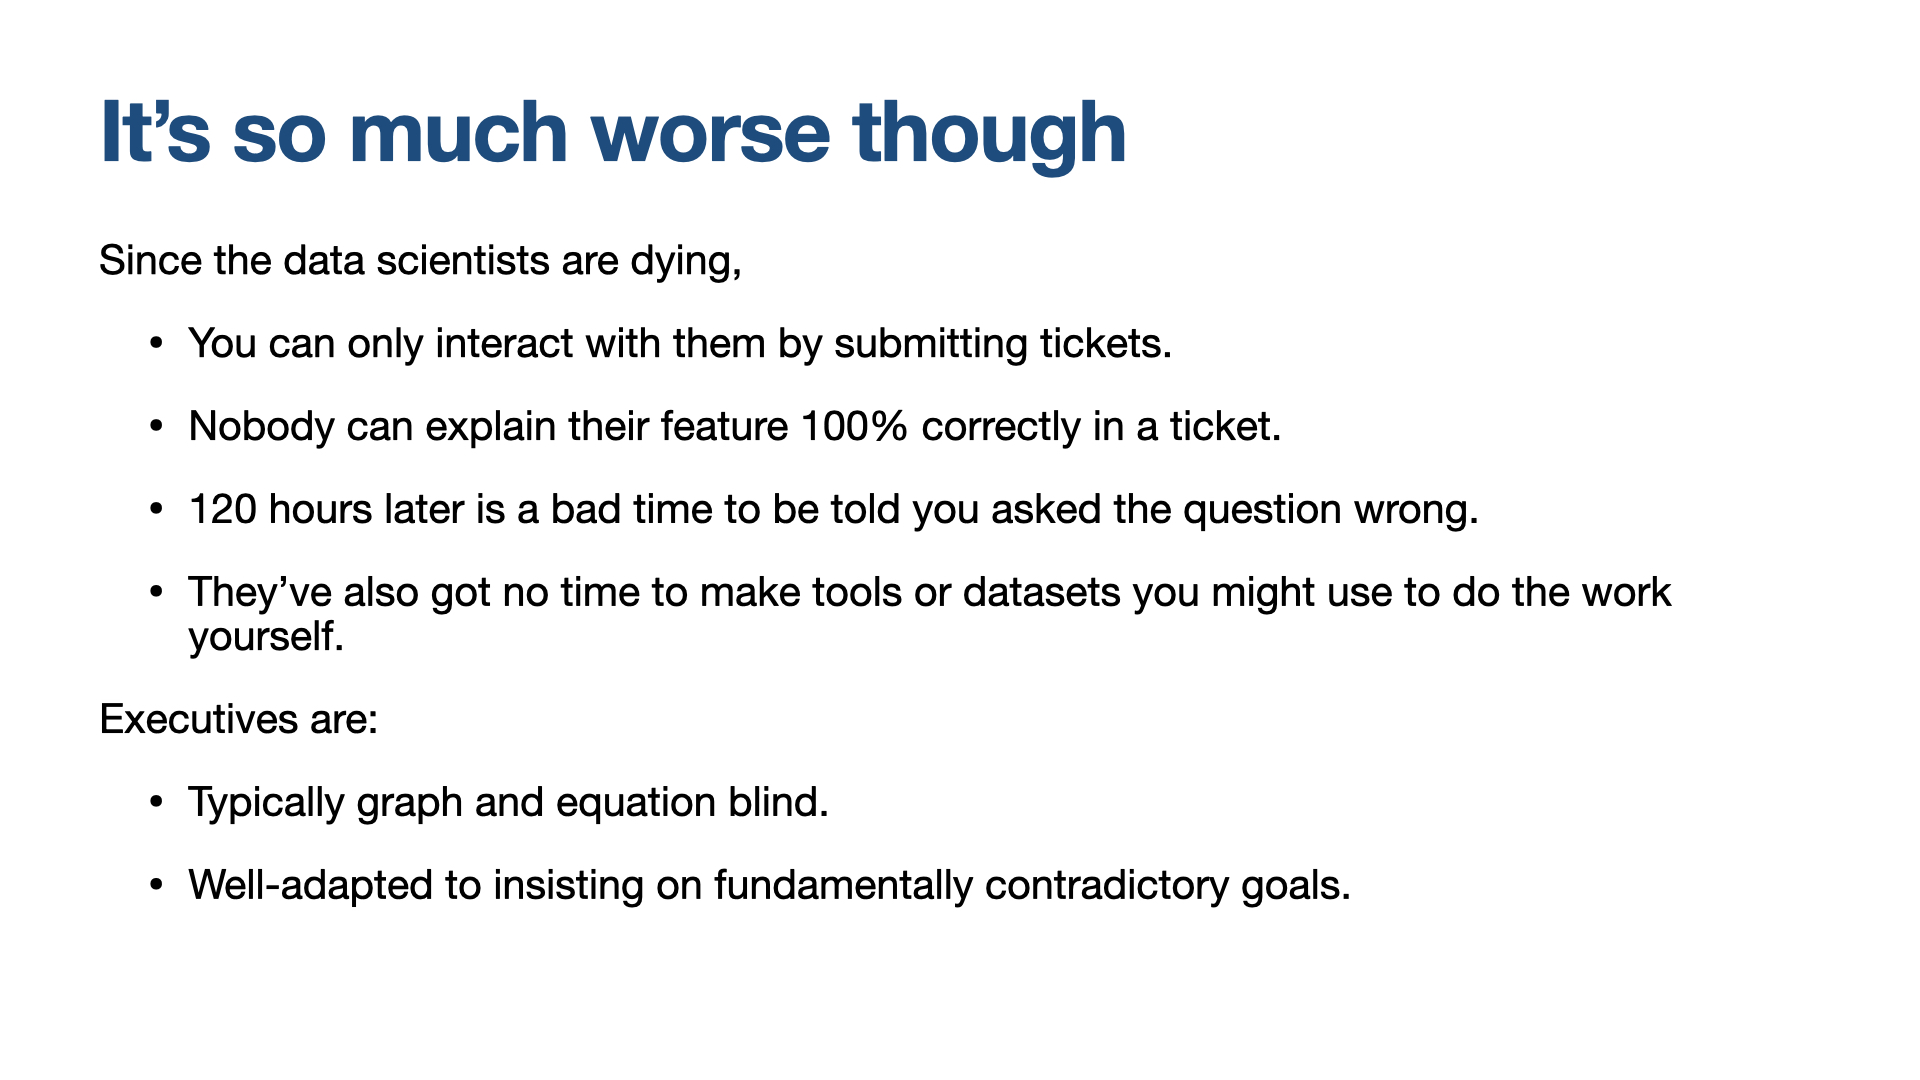 It’s so much worse though
Since the data scientists are dying,
• You can only interact with them by submitting tickets.
• Nobody can explain their feature 100% correctly in a ticket.
• 120 hours later is a bad time to be told you asked the question wrong.
• They’ve also got no time to make tools or datasets you might use to do the work
yourself.
Executives are:
• Typically graph and equation blind.
• Well-adapted to insisting on fundamentally contradictory goals.